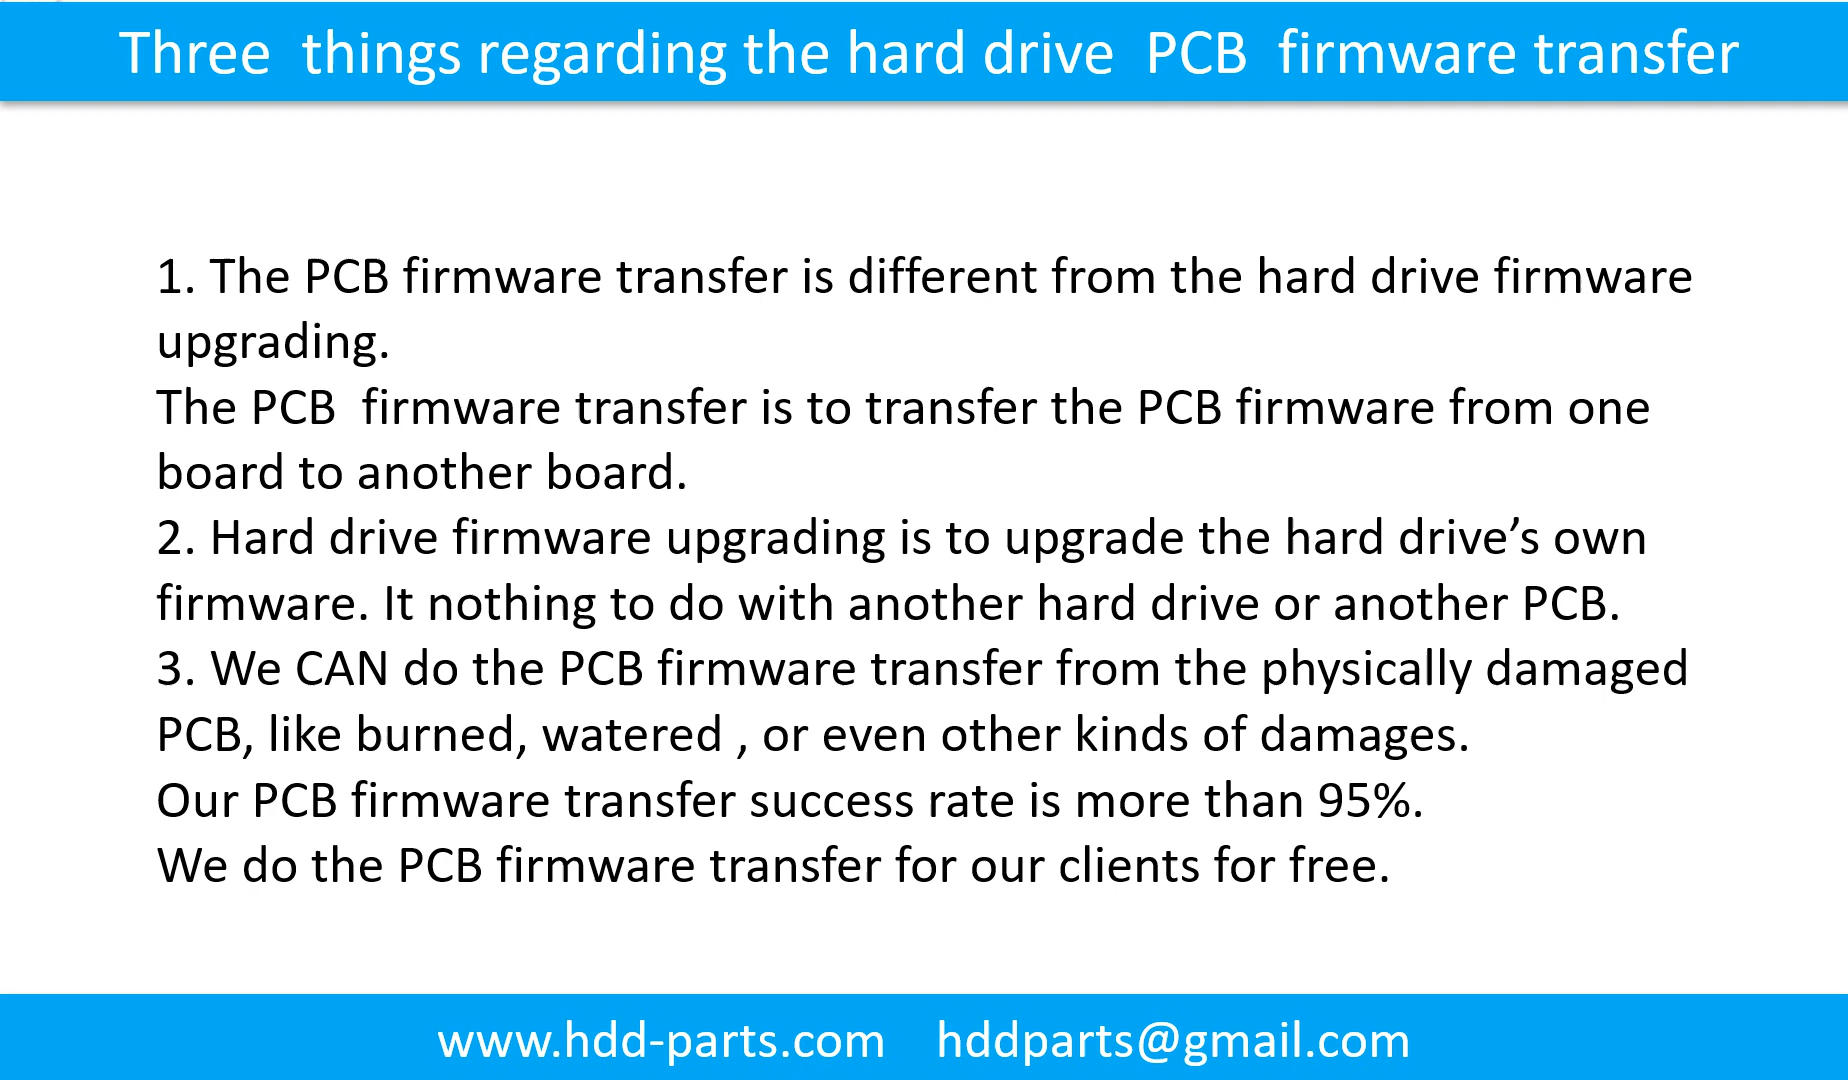 Three things regarding the hard drive PCB firmware transfer
1. The PCB firmware transfer is different from the hard drive firmware
upgrading.
The PCB firmware transfer is to transfer the PCB firmware from one
board to another board.
2. Hard drive firmware upgrading is to upgrade the hard drive’s own
firmware. It nothing to do with another hard drive or another PCB.
3. We CAN do the PCB firmware transfer from the physically damaged
PCB, like burned, watered , or even other kinds of damages.
Our PCB firmware transfer success rate is more than 95%.
We do the PCB firmware transfer for our clients for free.
www.hdd-parts.com hddparts@gmail.com